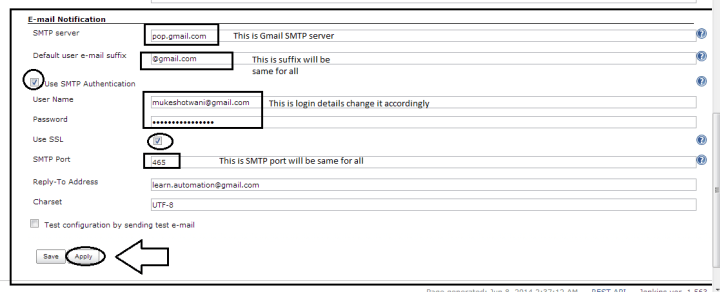 E-mail Notification
SMTP server pop.gmail.com This is Gmail SMTP server
Default user e-mail suffix @gmail.com This is suffix will be
same for all
Use SMTP Authentication
User Name mukeshotwani@gmail.com This is login details change it accordingly
Password ••••••••••••••••
Use SSL
SMTP Port 465 This is SMTP port will be same for all
Reply-To Address learn.automation@gmail.com
Charset UTF-8
Test configuration by sending test e-mail
Save Apply
Page generated: Jun 8, 2014 2:37:12 AM REST API Jenkins ver. 1.563